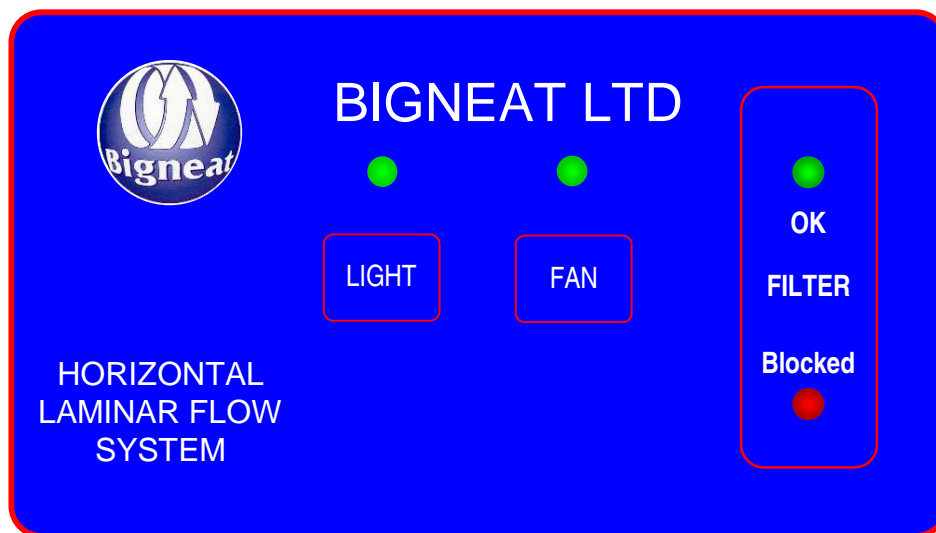 Bigneat
BIGNEAT LTD
LIGHT
FAN
OK
FILTER
Blocked
HORIZONTAL
LAMINAR FLOW
SYSTEM